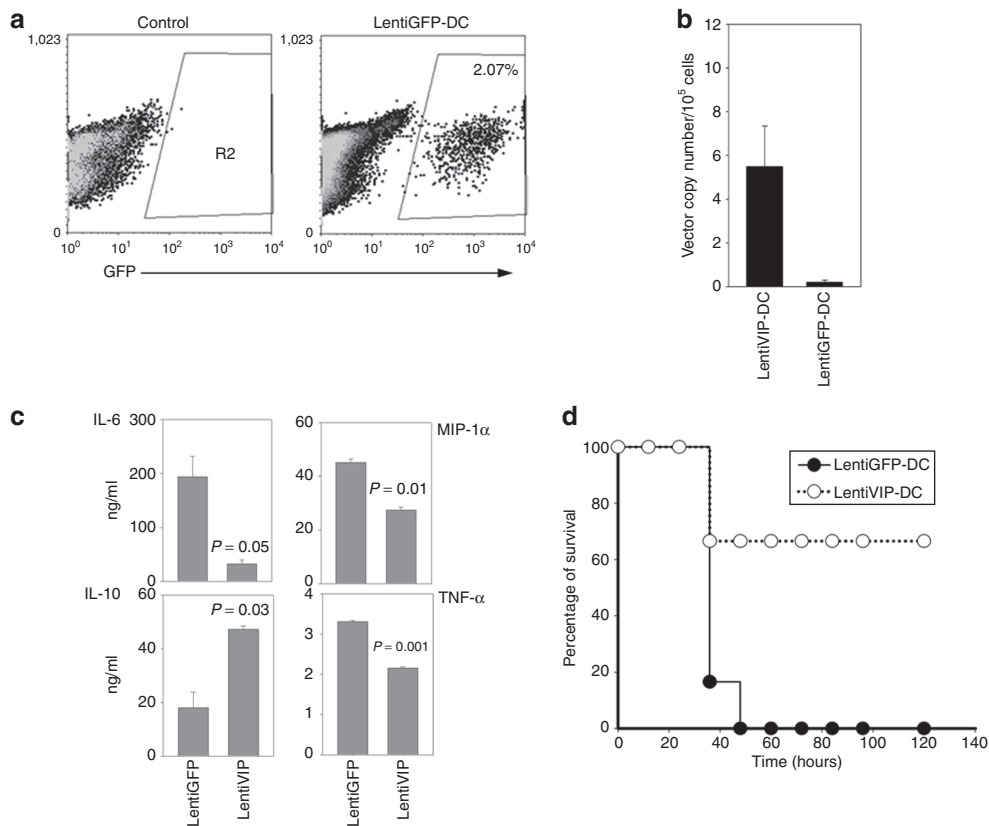 a
Control
LentiGFP-DC
1,023
0
R2
10⁰ 10¹ 10² 10³ 10⁴
1,023
0
2.07%
10⁰ 10¹ 10² 10³ 10⁴
GFP
b
Vector copy number/10⁵ cells
12
10
8
6
4
2
0
LentiVIP-DC
LentiGFP-DC
c
IL-6
ng/ml
300
200
100
0
P = 0.05
MIP-1α
60
40
20
0
P = 0.01
IL-10
ng/ml
60
40
20
0
P = 0.03
TNF-α
4
3
2
1
0
P = 0.001
LentiGFP
LentiVIP
LentiGFP
LentiVIP
d
Percentage of survival
100
80
60
40
20
0
LentiGFP-DC
LentiVIP-DC
0 20 40 60 80 100 120 140
Time (hours)